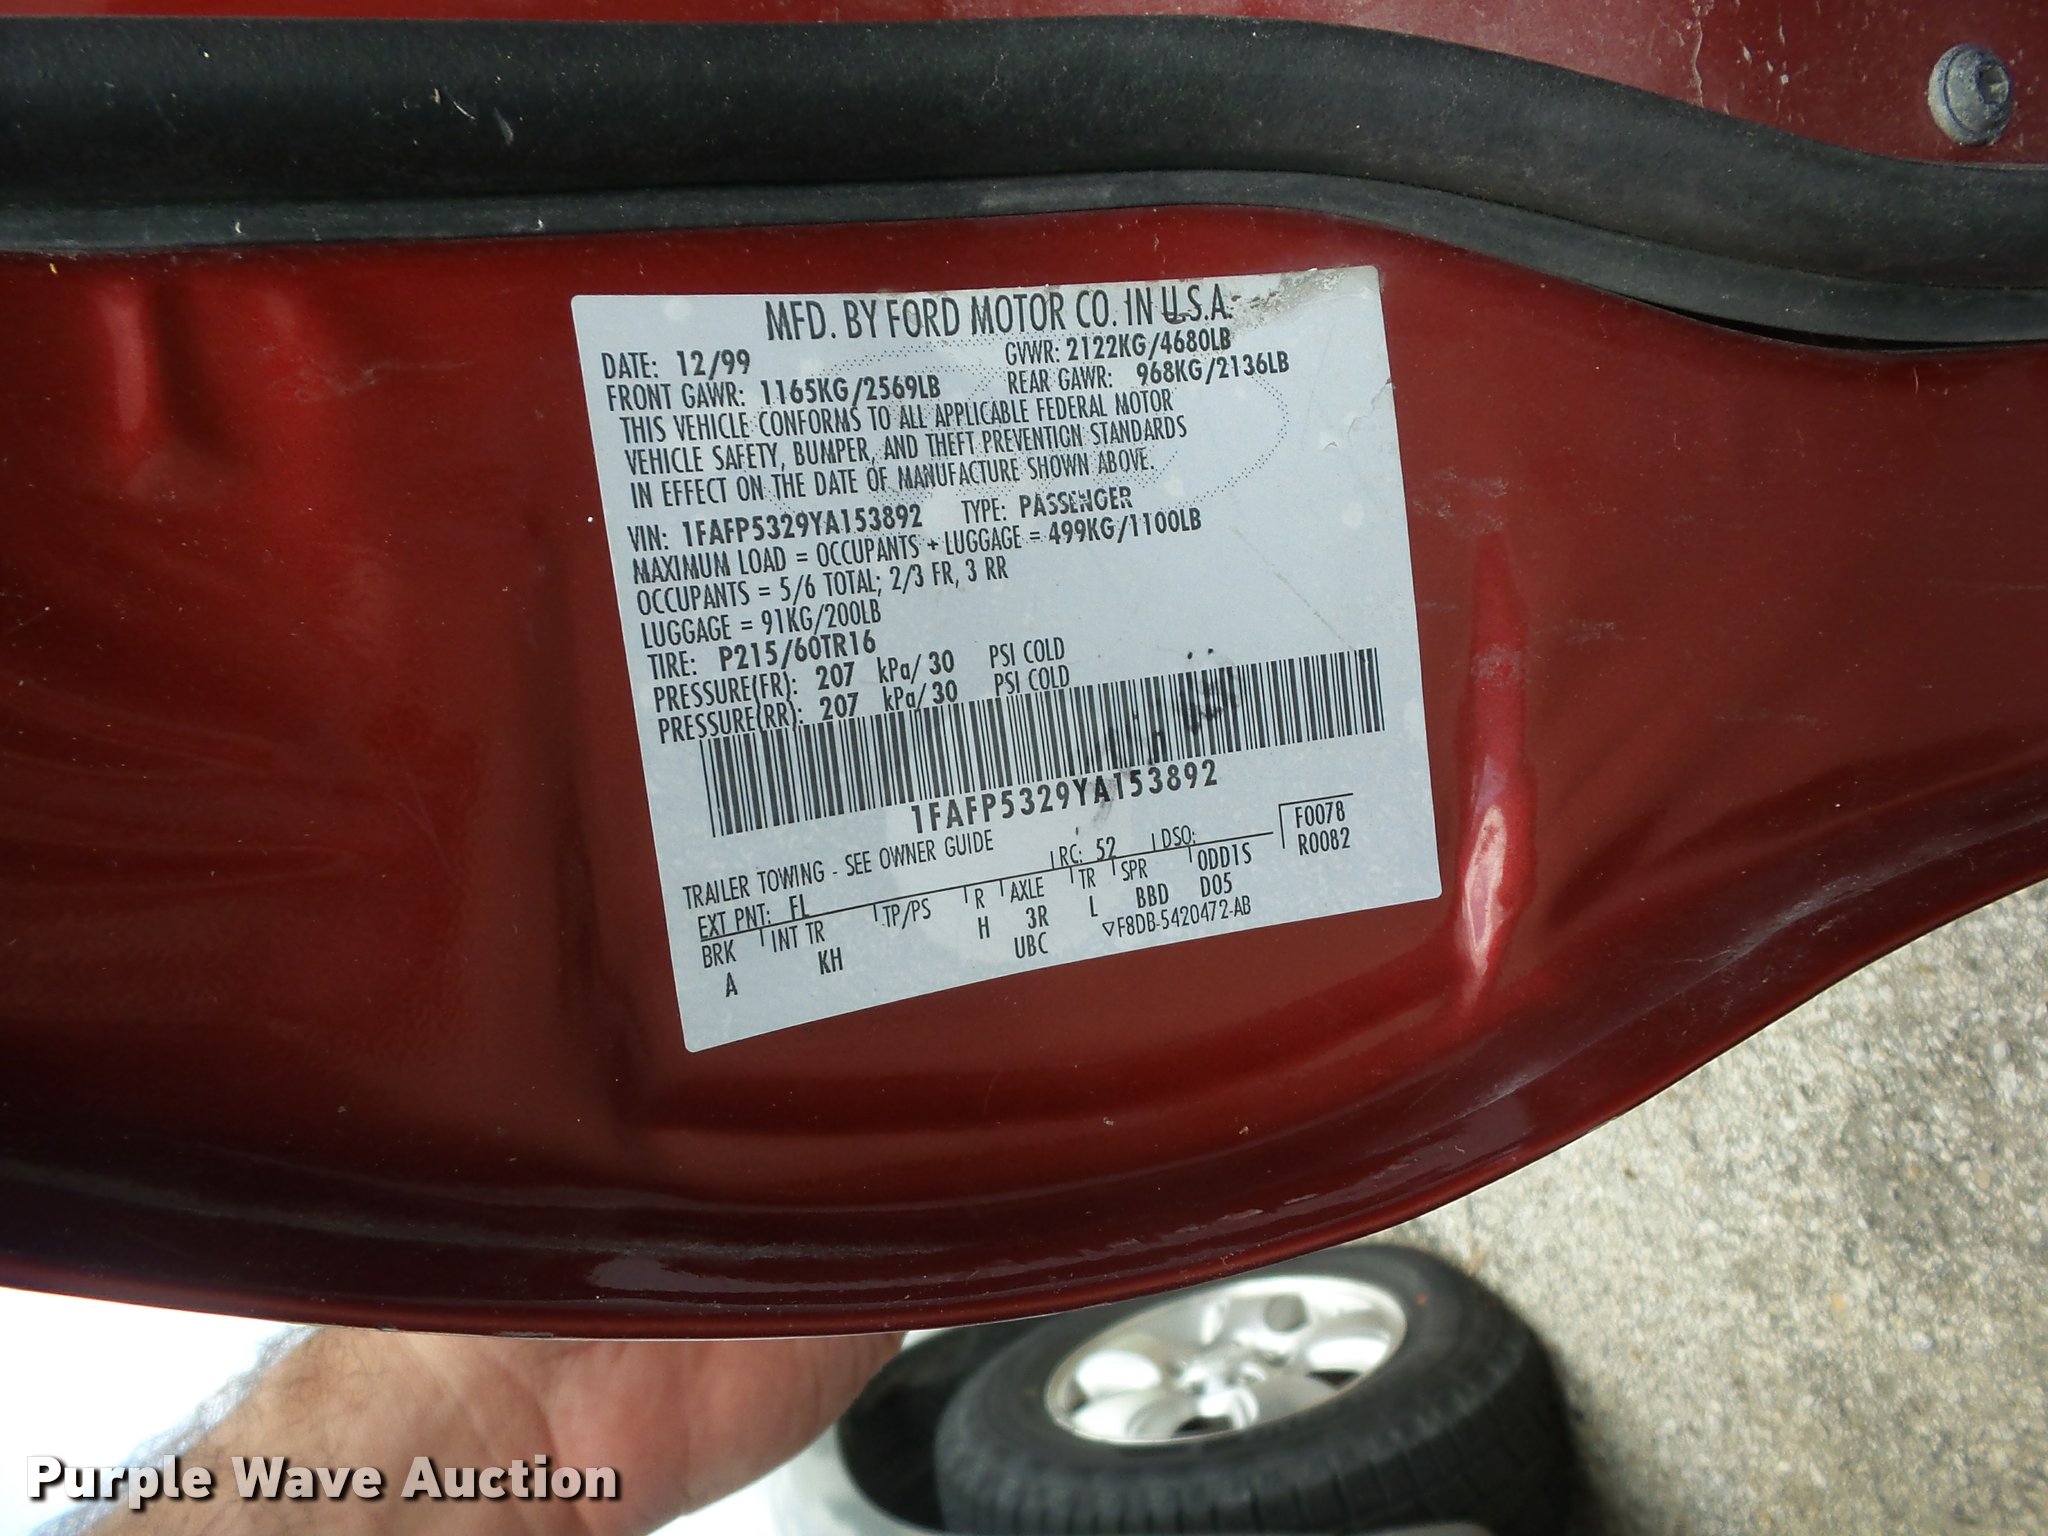 MFD. BY FORD MOTOR CO. IN U.S.A.
DATE: 12/99 GVWR: 2122KG/4680LB
FRONT GAWR: 1165KG/2569LB REAR GAWR: 968KG/2136LB
THIS VEHICLE CONFORMS TO ALL APPLICABLE FEDERAL MOTOR
VEHICLE SAFETY, BUMPER, AND THEFT PREVENTION STANDARDS
IN EFFECT ON THE DATE OF MANUFACTURE SHOWN ABOVE.
VIN: 1FAFP5329YA153892 TYPE: PASSENGER
MAXIMUM LOAD = OCCUPANTS + LUGGAGE = 499KG/1100LB
OCCUPANTS = 5/6 TOTAL; 2/3 FR, 3 RR
LUGGAGE = 91KG/200LB
TIRE: P215/60TR16
PRESSURE(FR): 207 kPa/30 PSI COLD
PRESSURE(RR): 207 kPa/30 PSI COLD
1FAFP5329YA153892
TRAILER TOWING - SEE OWNER GUIDE
EXT PNT: FL RC: 52 DSO: F0078
BRK INT TR TP/PS R AXLE TR SPR 0DD1S R0082
A KH H 3R L BBD D05
UBC ▽F8DB-5420472-AB
Purple Wave Auction